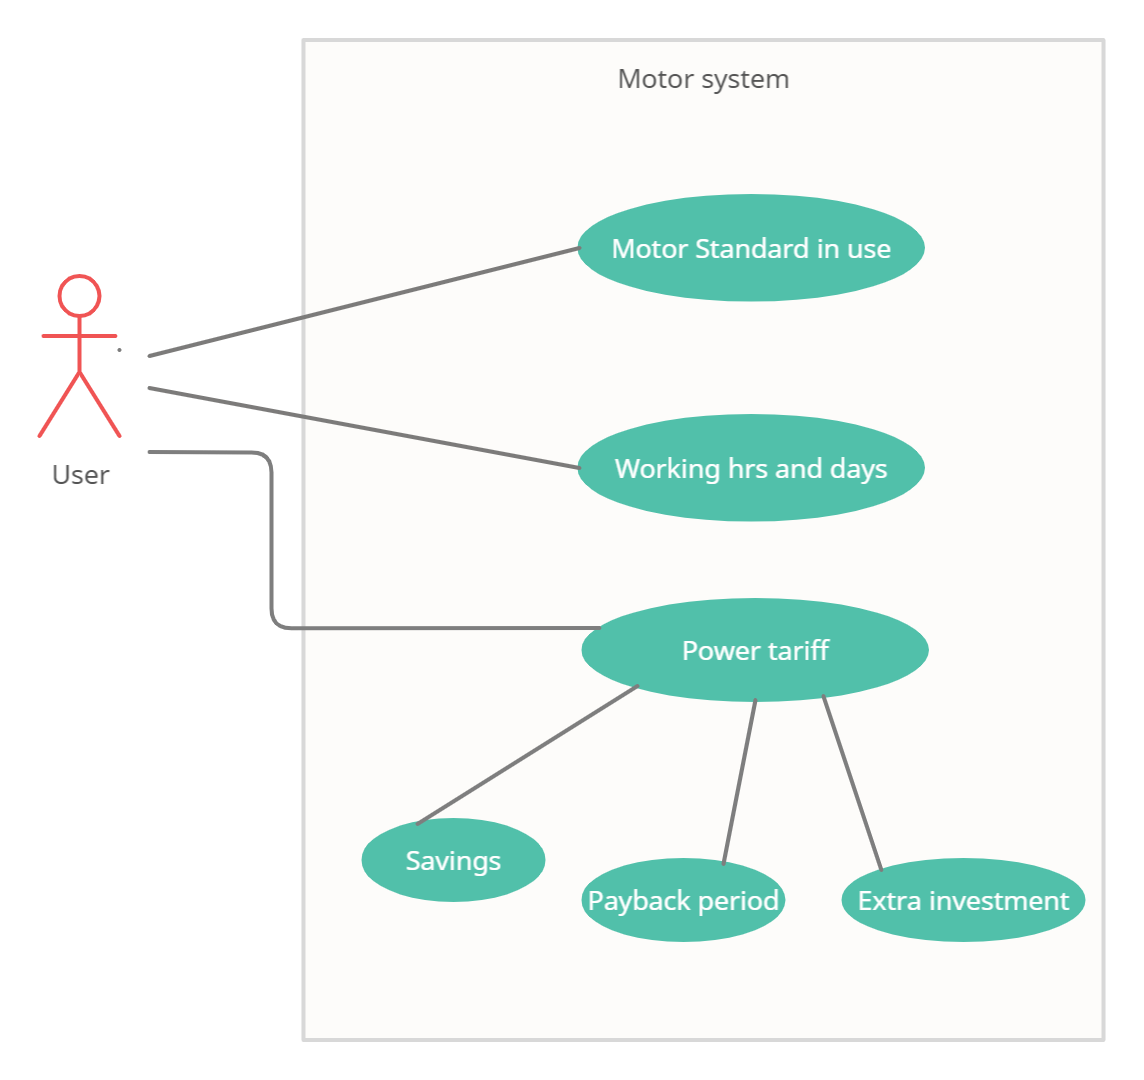 Motor system
Motor Standard in use
User
Working hrs and days
Power tariff
Savings
Payback period
Extra investment